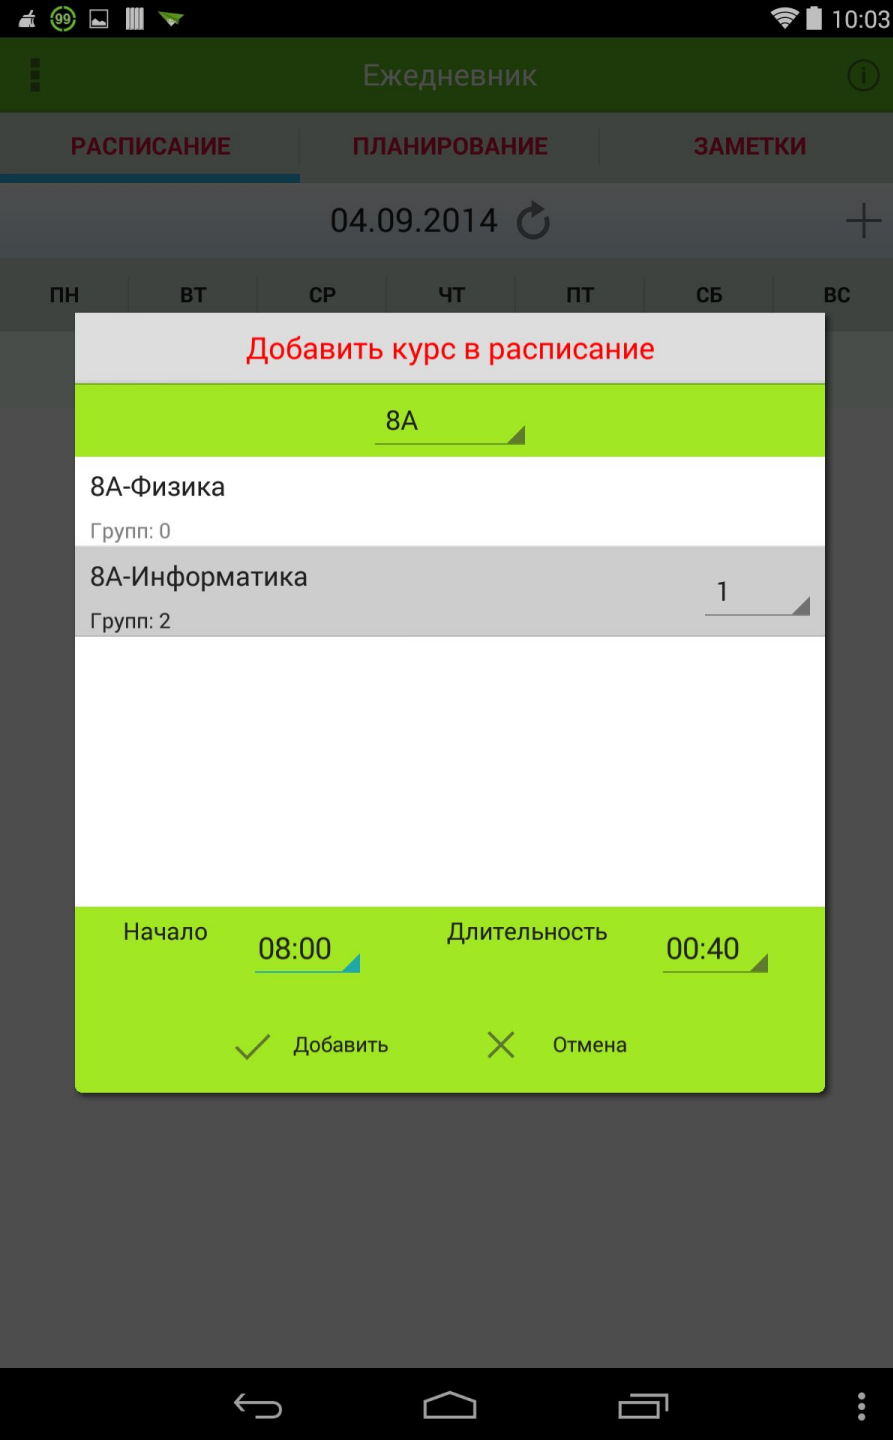 99 10:03
Ежедневник
РАСПИСАНИЕ ПЛАНИРОВАНИЕ ЗАМЕТКИ
04.09.2014
ПН ВТ СР ЧТ ПТ СБ ВС
Добавить курс в расписание
8А
8А-Физика
Групп: 0
8А-Информатика
1
Групп: 2
Начало 08:00 Длительность 00:40
Добавить Отмена